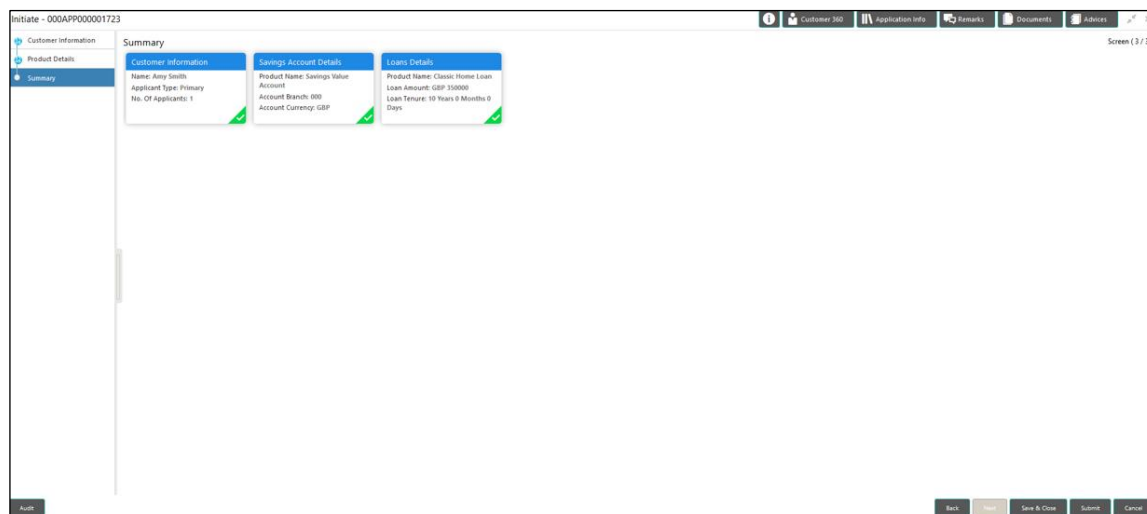 Initiate - 000APP000001723
Customer 360
Application Info
Remarks
Documents
Advices
Customer Information
Product Details
Summary
Summary
Screen ( 3 / 3
Customer Information
Name: Amy Smith
Applicant Type: Primary
No. Of Applicants: 1
Savings Account Details
Product Name: Savings Value
Account
Account Branch: 000
Account Currency: GBP
Loans Details
Product Name: Classic Home Loan
Loan Amount: GBP 350000
Loan Tenure: 10 Years 0 Months 0
Days
Audit
Back
Next
Save & Close
Submit
Cancel